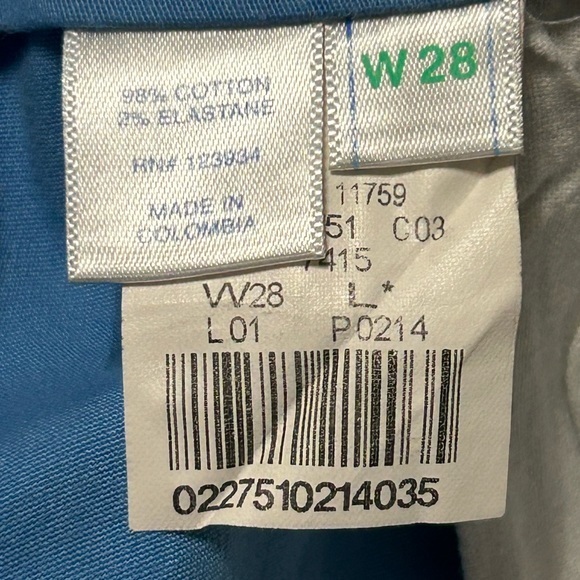 98% COTTON
2% ELASTANE
RN# 123934
MADE IN
COLOMBIA
W 28
11759
51 C03
7415
W28 L*
L01 P0214
0227510214035